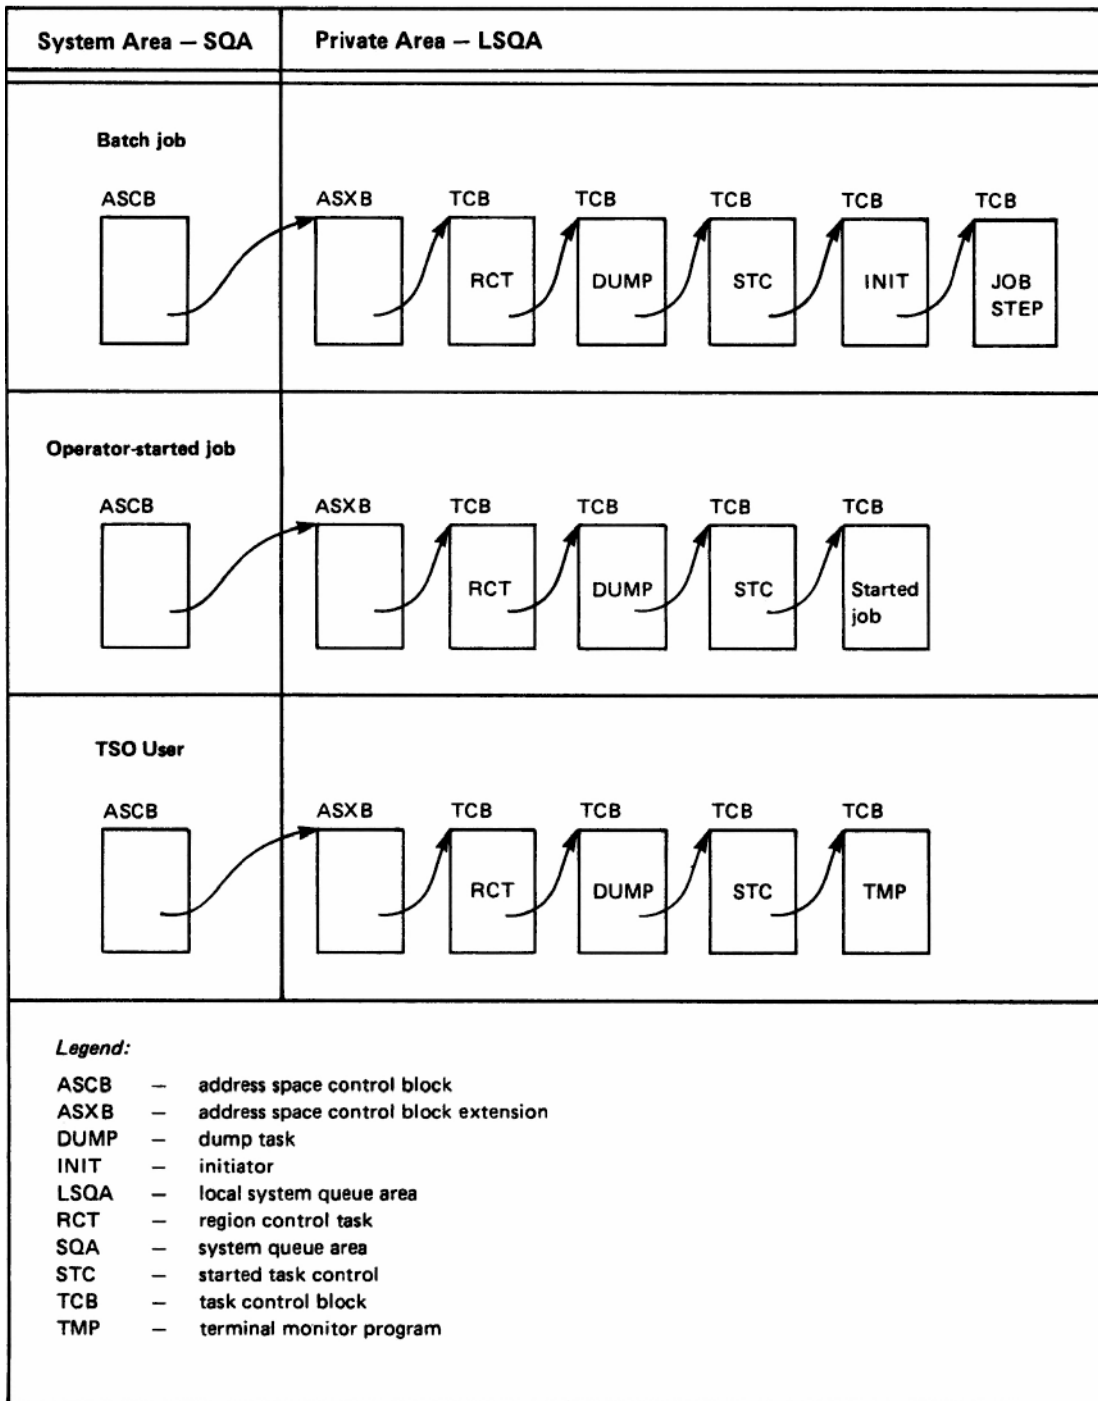 System Area — SQA
Private Area — LSQA
Batch job
ASCB
ASXB
TCB
TCB
TCB
TCB
TCB
RCT
DUMP
STC
INIT
JOB
STEP
Operator-started job
ASCB
ASXB
TCB
TCB
TCB
TCB
RCT
DUMP
STC
Started
job
TSO User
ASCB
ASXB
TCB
TCB
TCB
TCB
RCT
DUMP
STC
TMP
Legend:
ASCB — address space control block
ASXB — address space control block extension
DUMP — dump task
INIT — initiator
LSQA — local system queue area
RCT — region control task
SQA — system queue area
STC — started task control
TCB — task control block
TMP — terminal monitor program